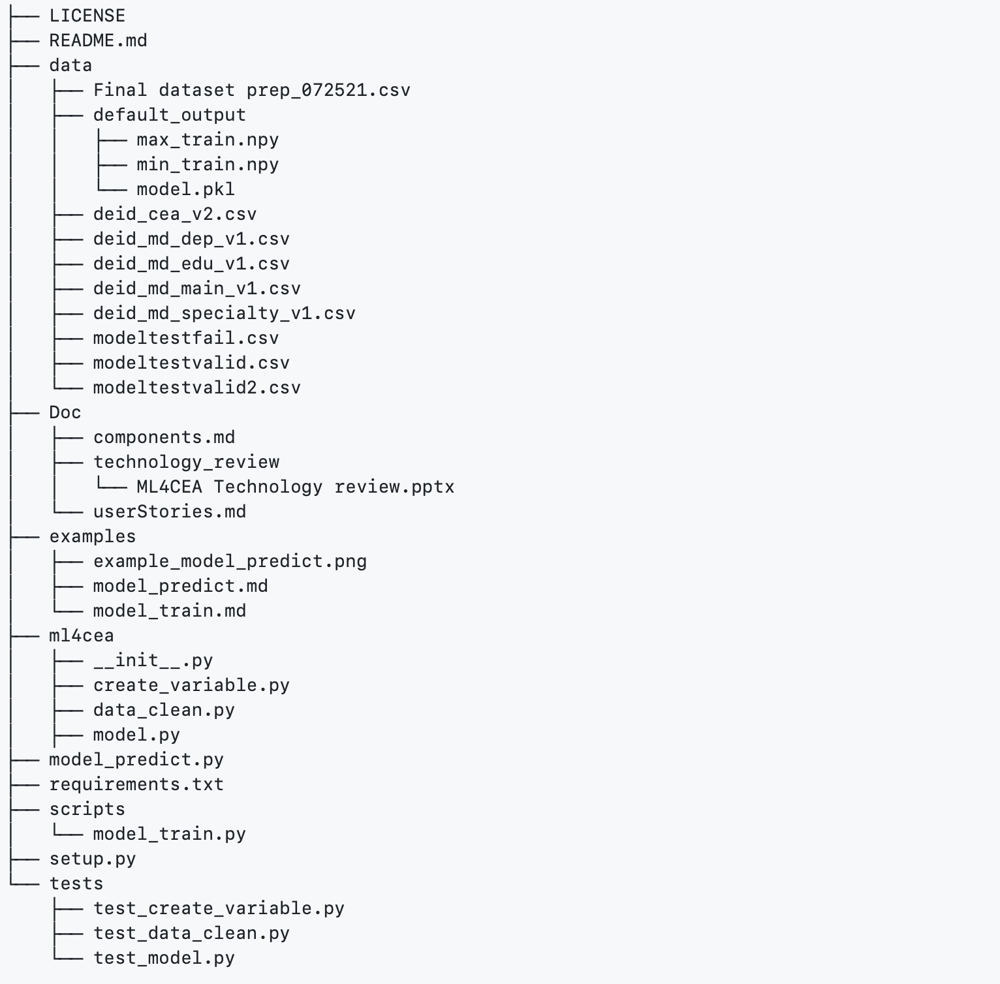 ├── LICENSE
├── README.md
├── data
│   ├── Final dataset prep_072521.csv
│   ├── default_output
│   │   ├── max_train.npy
│   │   ├── min_train.npy
│   │   └── model.pkl
│   ├── deid_cea_v2.csv
│   ├── deid_md_dep_v1.csv
│   ├── deid_md_edu_v1.csv
│   ├── deid_md_main_v1.csv
│   ├── deid_md_specialty_v1.csv
│   ├── modeltestfail.csv
│   ├── modeltestvalid.csv
│   └── modeltestvalid2.csv
├── Doc
│   ├── components.md
│   ├── technology_review
│   │   └── ML4CEA Technology review.pptx
│   └── userStories.md
├── examples
│   ├── example_model_predict.png
│   ├── model_predict.md
│   └── model_train.md
├── ml4cea
│   ├── __init__.py
│   ├── create_variable.py
│   ├── data_clean.py
│   ├── model.py
├── model_predict.py
├── requirements.txt
├── scripts
│   └── model_train.py
├── setup.py
└── tests
    ├── test_create_variable.py
    ├── test_data_clean.py
    └── test_model.py